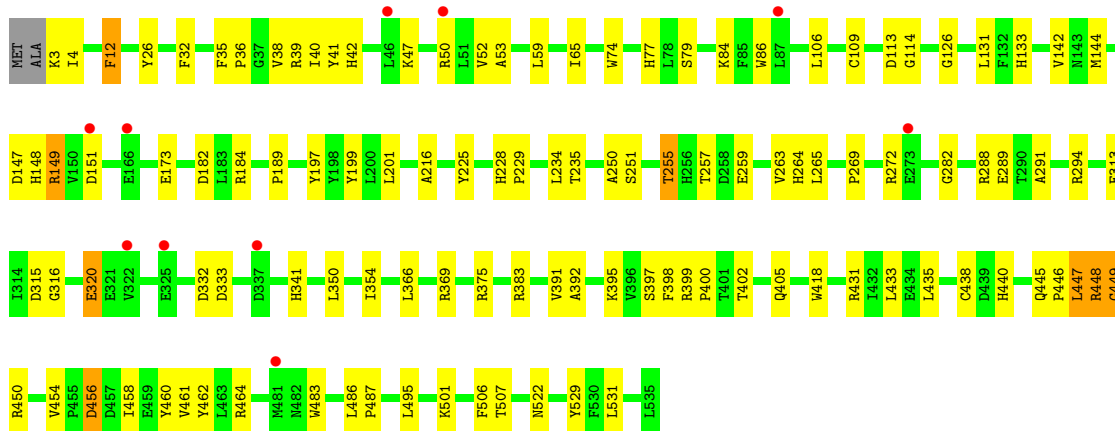 MET ALA K3 I4 F12 Y26 F32 F35 P36 G37 V38 R39 I40 Y41 H42 L46 K47 R50 L51 V52 A53 L59 I65 W74 H77 L78 S79 K84 F85 W86 L87 L106 C109 D113 G114 G126 L131 F132 H133 V142 N143 M144
D147 H148 R149 V150 D151 E166 E173 D182 L183 R184 P189 Y197 Y198 Y199 L200 L201 A216 Y225 H228 P229 L234 T235 A250 S251 T255 H256 T257 D258 E259 V263 H264 L265 P269 R272 E273 G282 R288 E289 T290 A291 R294 E313
I314 D315 G316 E320 E321 V322 E325 D332 D333 D337 H341 L350 I354 L366 R369 R375 R383 V391 A392 K395 V396 S397 F398 R399 P400 T401 T402 Q405 W418 R431 I432 L433 E434 L435 C438 D439 H440 Q445 P446 L447 R448
R450 V454 P455 D456 D457 I458 E459 Y460 V461 Y462 L463 R464 M481 N482 W483 L486 P487 L495 K501 F506 T507 N522 Y529 F530 L531 L535